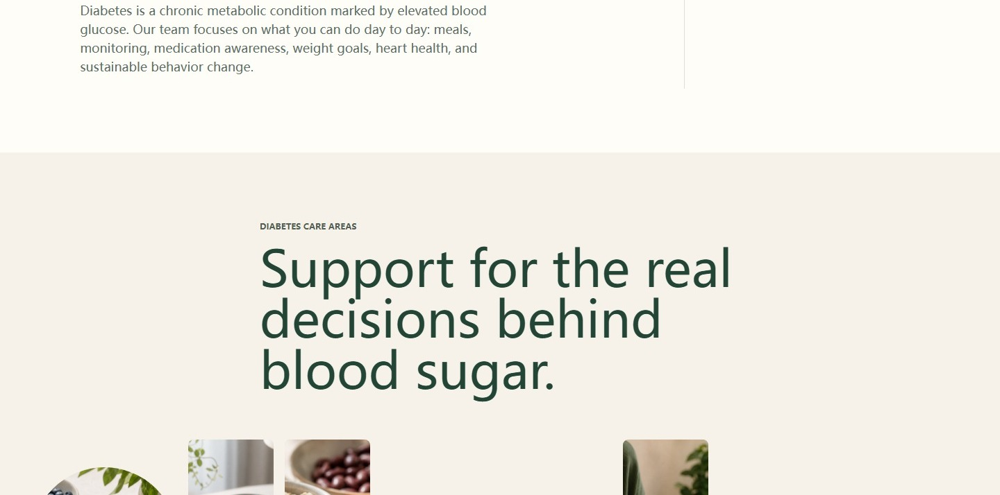 Diabetes is a chronic metabolic condition marked by elevated blood
glucose. Our team focuses on what you can do day to day: meals,
monitoring, medication awareness, weight goals, heart health, and
sustainable behavior change.
DIABETES CARE AREAS
Support for the real
decisions behind
blood sugar.